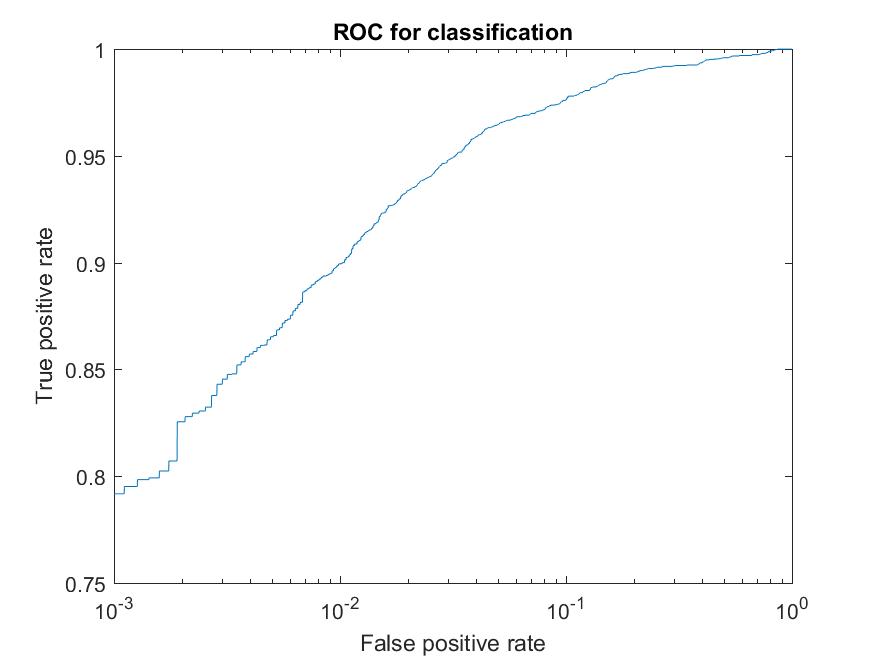 ROC for classification
1
0.95
0.9
0.85
0.8
0.75
True positive rate
10^-3 10^-2 10^-1 10^0
False positive rate